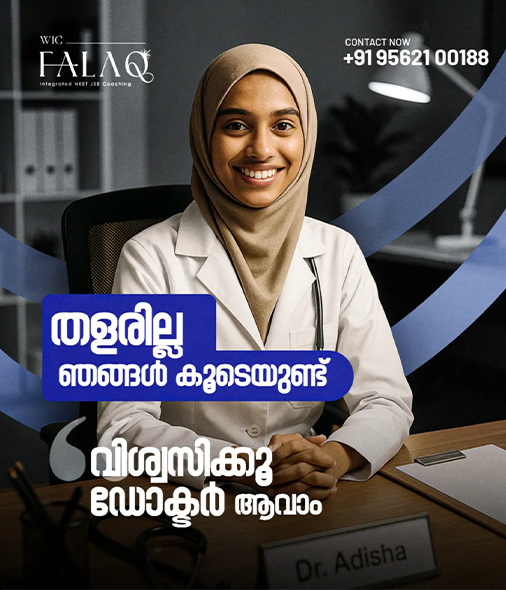 WIC
FALAQ
Integrated NEET JEE Coaching
CONTACT NOW
+91 95621 00188
തളരില്ല
ഞങ്ങൾ കൂടെയുണ്ട്
വിശ്വസിക്കൂ
ഡോക്ടർ ആവാം
Dr. Adisha